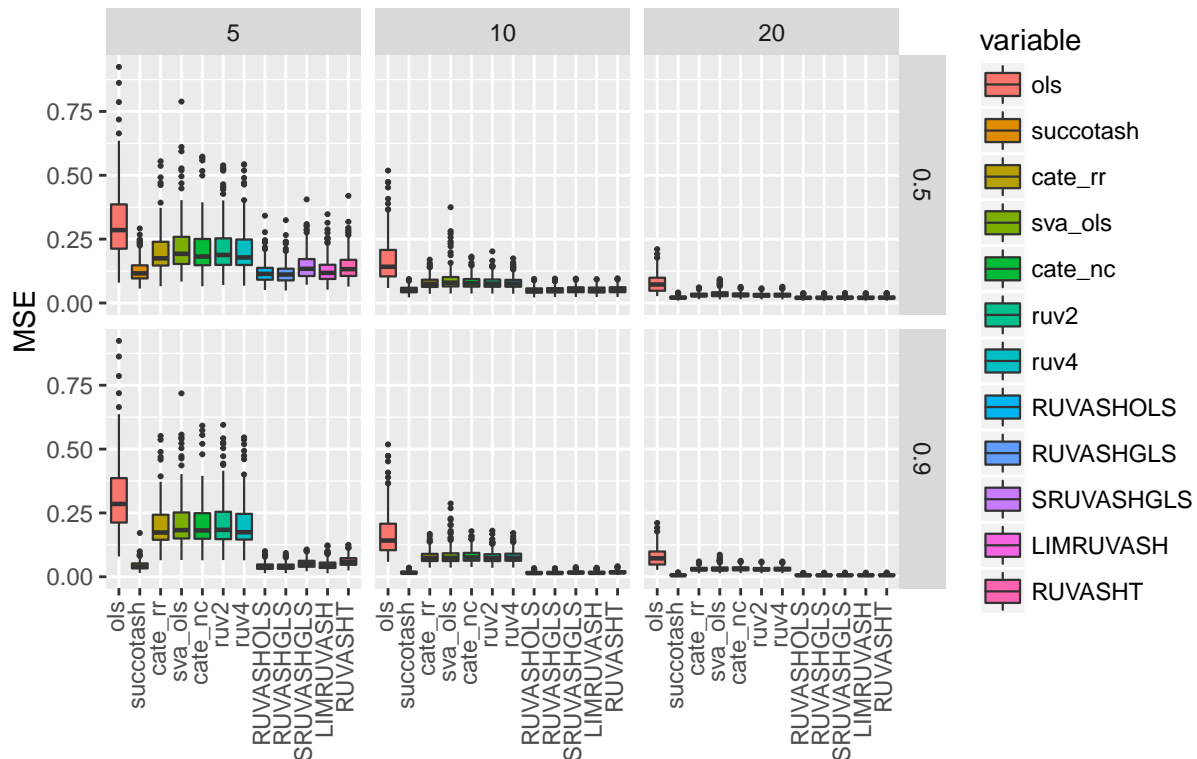 5
10
20
variable
MSE
0.75
0.50
0.25
0.00
0.5
0.75
0.50
0.25
0.00
0.9
ols
succotash
cate_rr
sva_ols
cate_nc
ruv2
ruv4
RUVASHOLS
RUVASHGLS
SRUVASHGLS
LIMRUVASH
RUVASHT
ols
succotash
cate_rr
sva_ols
cate_nc
ruv2
ruv4
RUVASHOLS
RUVASHGLS
SRUVASHGLS
LIMRUVASH
RUVASHT
ols
succotash
cate_rr
sva_ols
cate_nc
ruv2
ruv4
RUVASHOLS
RUVASHGLS
SRUVASHGLS
LIMRUVASH
RUVASHT
ols
succotash
cate_rr
sva_ols
cate_nc
ruv2
ruv4
RUVASHOLS
RUVASHGLS
SRUVASHGLS
LIMRUVASH
RUVASHT